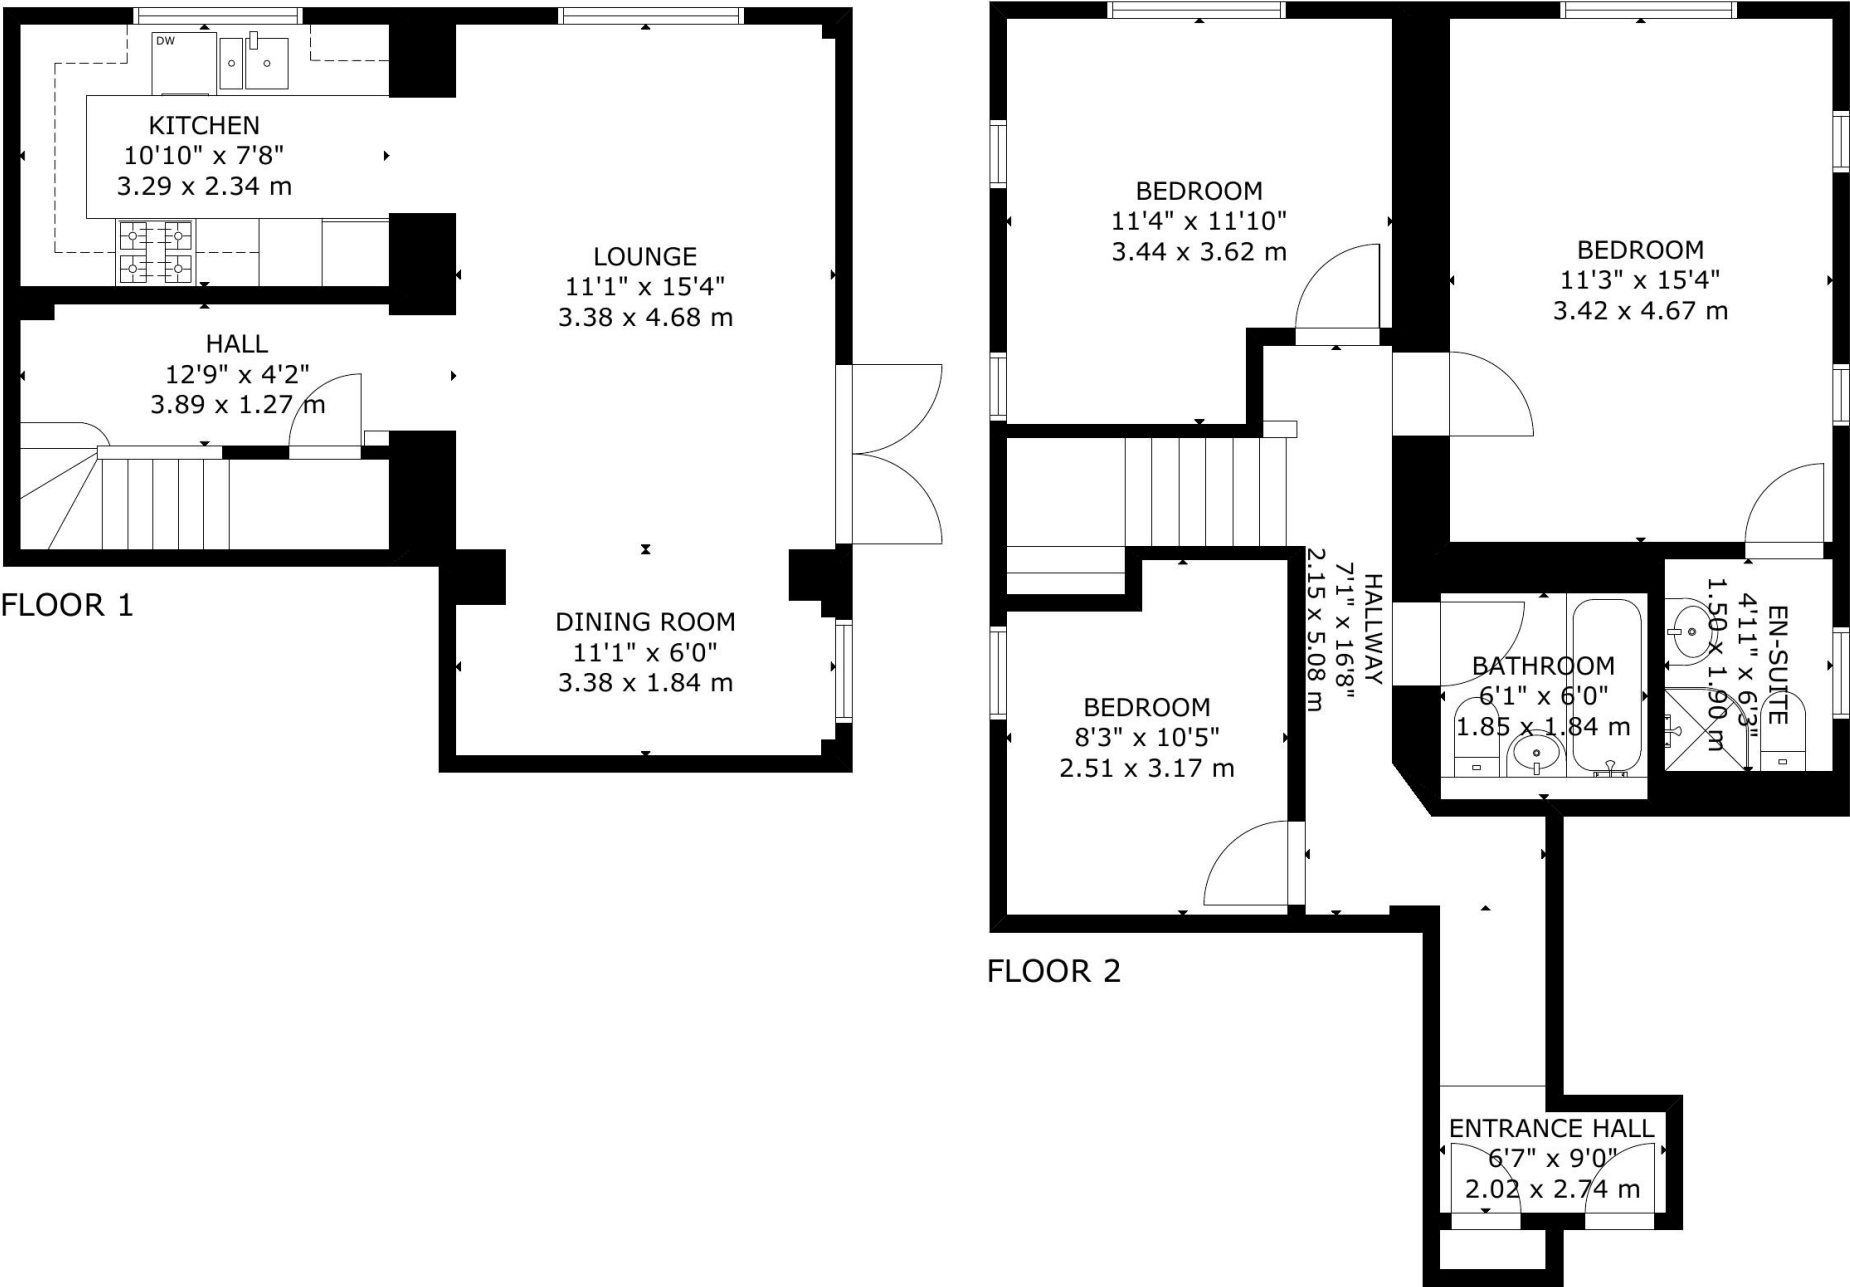 DW
KITCHEN
10'10" x 7'8"
3.29 x 2.34 m
LOUNGE
11'1" x 15'4"
3.38 x 4.68 m
HALL
12'9" x 4'2"
3.89 x 1.27 m
DINING ROOM
11'1" x 6'0"
3.38 x 1.84 m
FLOOR 1
BEDROOM
11'4" x 11'10"
3.44 x 3.62 m
BEDROOM
11'3" x 15'4"
3.42 x 4.67 m
HALLWAY
7'1" x 16'8"
2.15 x 5.08 m
BATHROOM
6'1" x 6'0"
1.85 x 1.84 m
EN-SUITE
4'11" x 6'3"
1.50 x 1.90 m
BEDROOM
8'3" x 10'5"
2.51 x 3.17 m
ENTRANCE HALL
6'7" x 9'0"
2.02 x 2.74 m
FLOOR 2